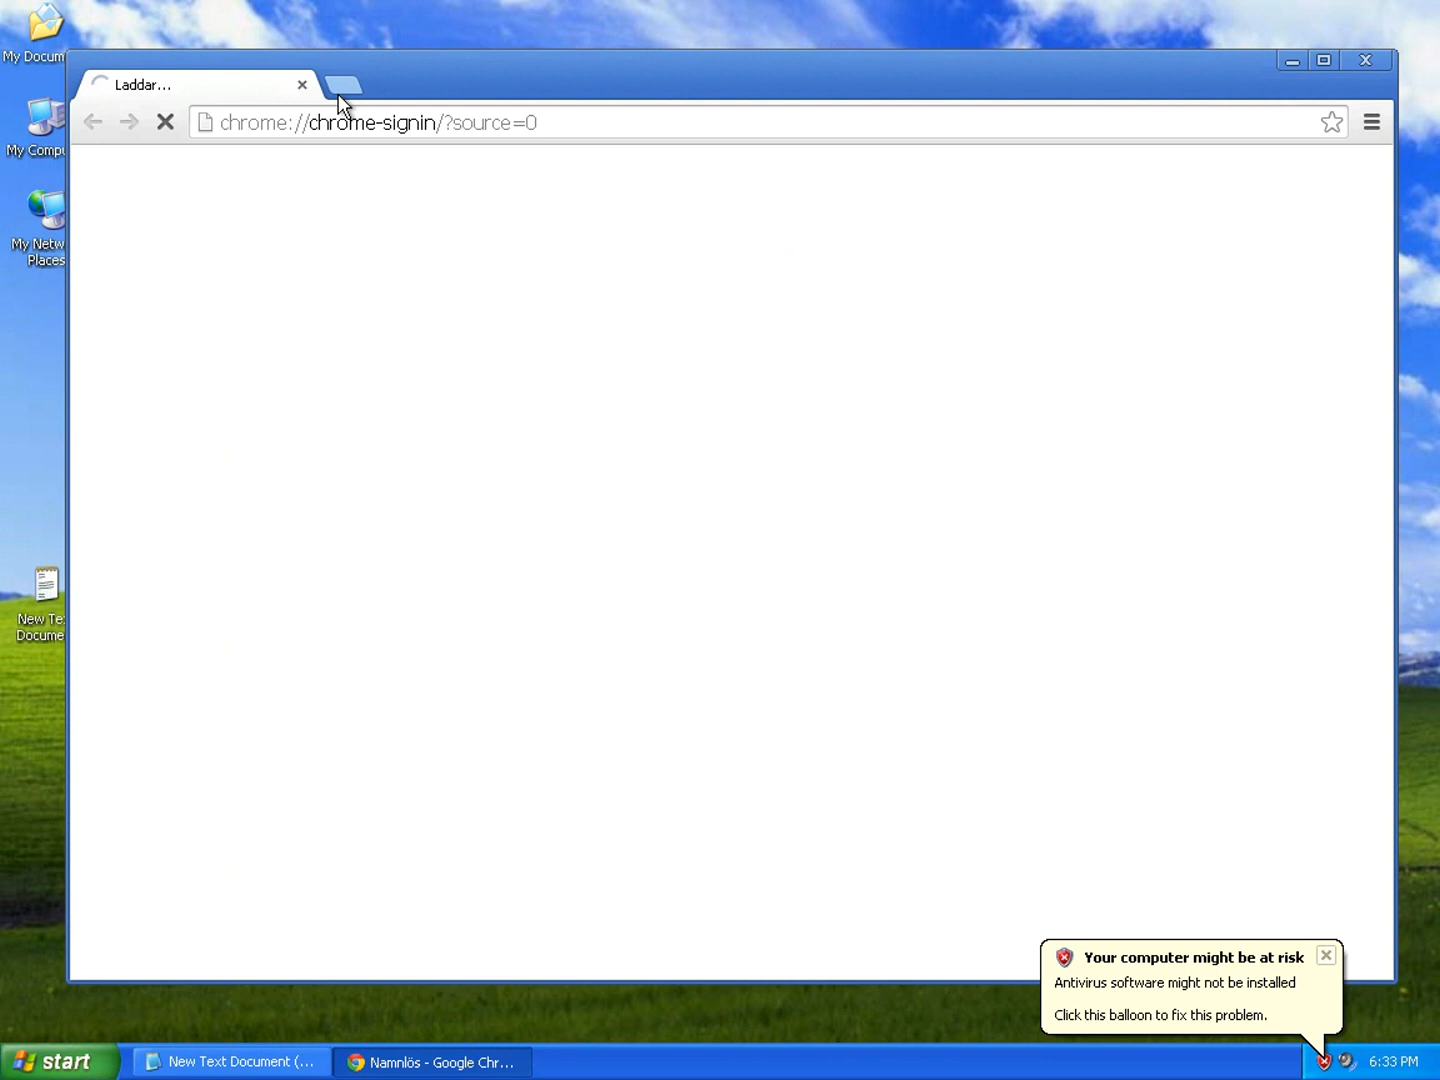 My Docum
Laddar...
chrome://chrome-signin/?source=0
My Compu
My Netw
Places
New Te
Docume
Your computer might be at risk
Antivirus software might not be installed
Click this balloon to fix this problem.
start
New Text Document (...
Namnlös - Google Chr...
6:33 PM